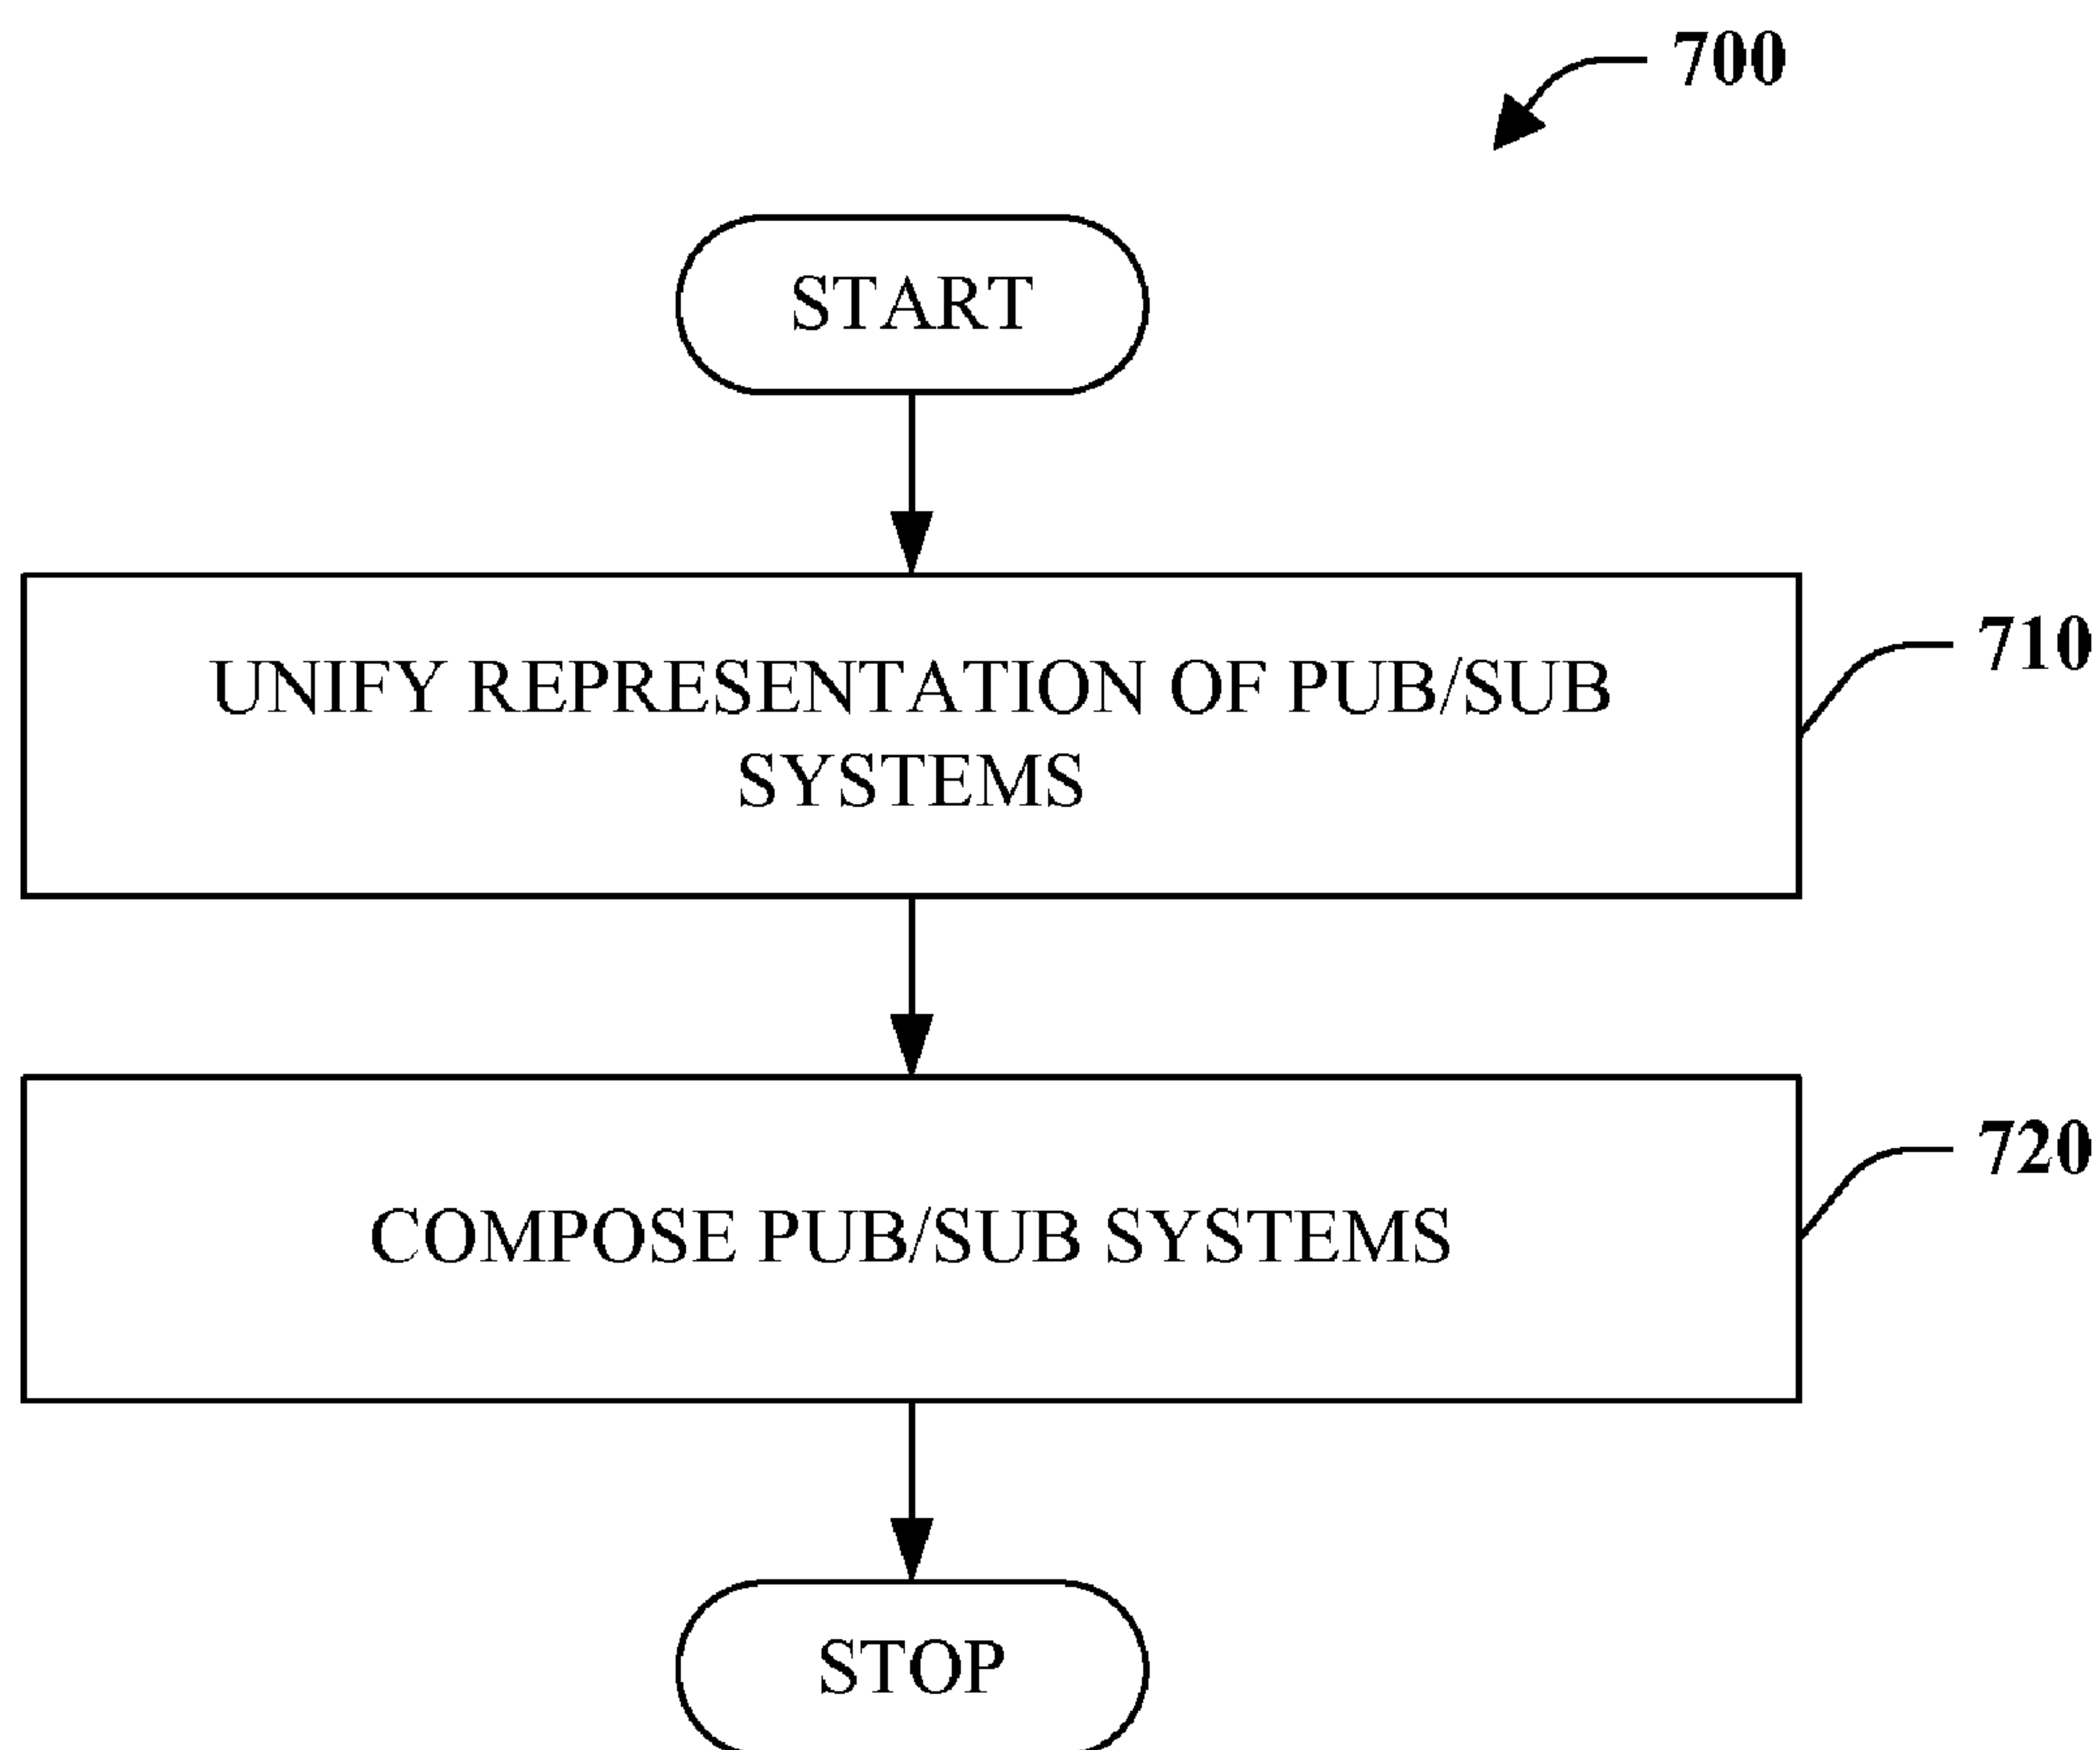 700
START
UNIFY REPRESENTATION OF PUB/SUB
SYSTEMS
710
COMPOSE PUB/SUB SYSTEMS
720
STOP